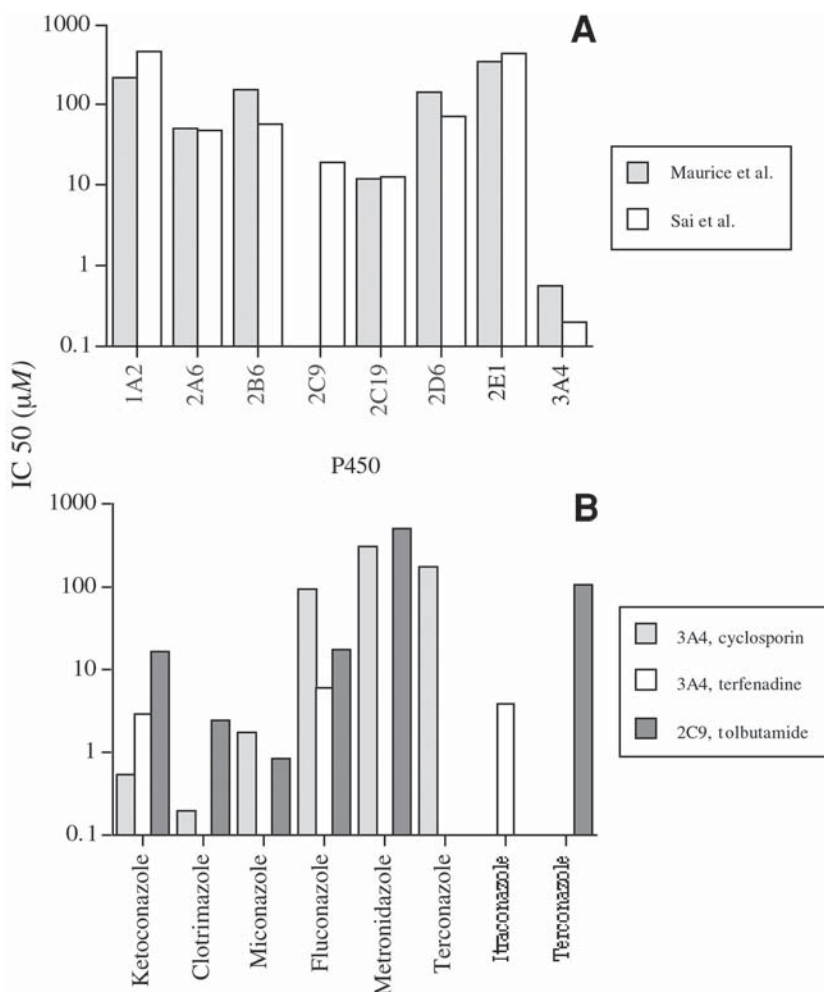 1000
A
100
10
1
0.1
1A2
2A6
2B6
2C9
2C19
2D6
2E1
3A4
Maurice et al.
Sai et al.
IC 50 (μM)
P450
1000
B
100
10
1
0.1
Ketoconazole
Clotrimazole
Miconazole
Fluconazole
Metronidazole
Terconazole
Itraconazole
Terconazole
3A4, cyclosporin
3A4, terfenadine
2C9, tolbutamide